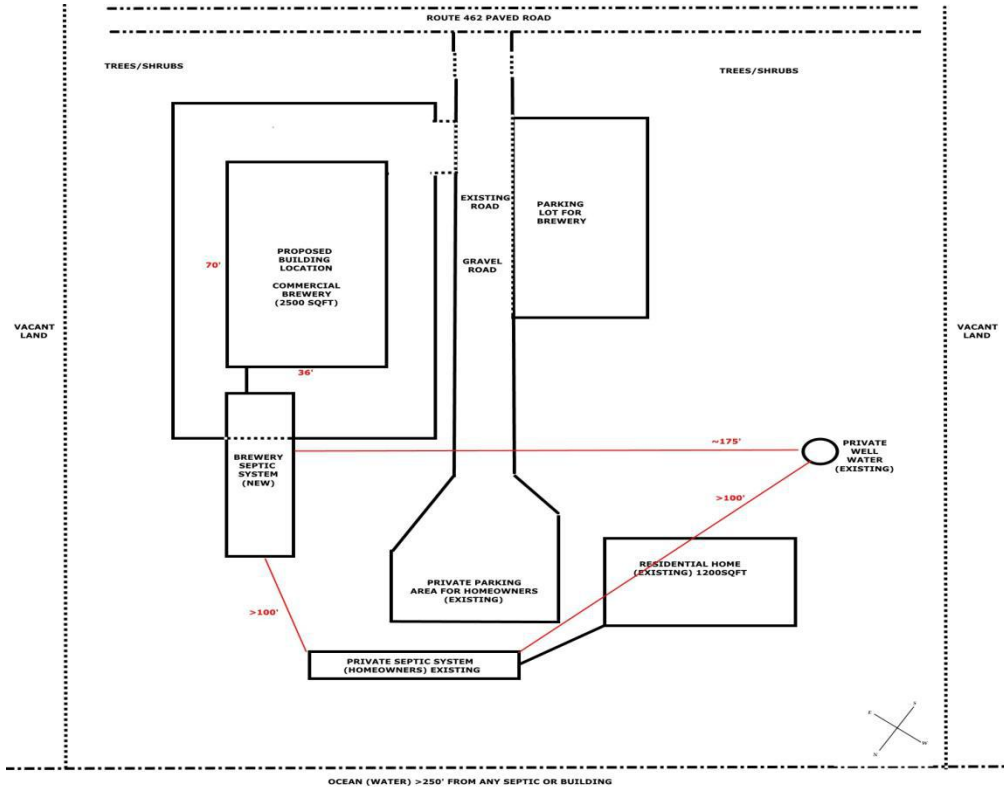 ROUTE 462 PAVED ROAD
TREES/SHRUBS
TREES/SHRUBS
EXISTING
ROAD
GRAVEL
ROAD
PARKING
LOT FOR
BREWERY
PROPOSED
BUILDING
LOCATION
COMMERCIAL
BREWERY
(2500 SQFT)
70'
36'
VACANT
LAND
VACANT
LAND
BREWERY
SEPTIC
SYSTEM
(NEW)
~175'
PRIVATE
WELL
WATER
(EXISTING)
>100'
RESIDENTIAL HOME
(EXISTING) 1200SQFT
PRIVATE PARKING
AREA FOR HOMEOWNERS
(EXISTING)
>100'
PRIVATE SEPTIC SYSTEM
(HOMEOWNERS) EXISTING
E
W
N
OCEAN (WATER) >250' FROM ANY SEPTIC OR BUILDING